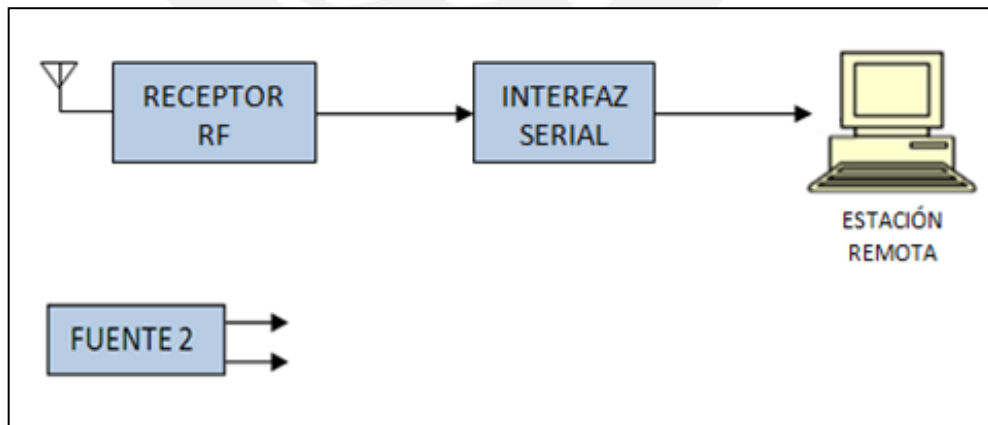 RECEPTOR
RF
INTERFAZ
SERIAL
ESTACIÓN
REMOTA
FUENTE 2